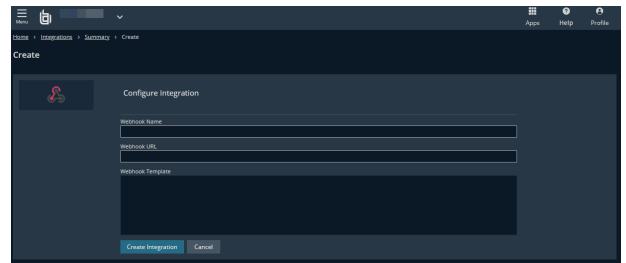 Menu
Apps
Help
Profile
Home › Integrations › Summary › Create
Create
Configure Integration
Webhook Name
Webhook URL
Webhook Template
Create Integration
Cancel